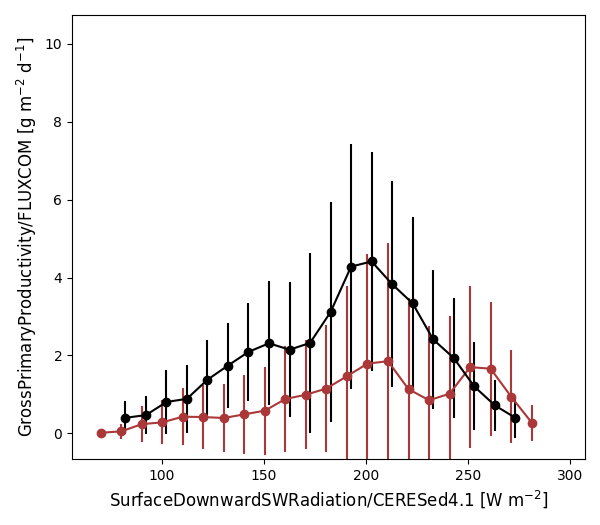 GrossPrimaryProductivity/FLUXCOM [g m⁻² d⁻¹]
10
8
6
4
2
0
100 150 200 250 300
SurfaceDownwardSWRadiation/CERESed4.1 [W m⁻²]